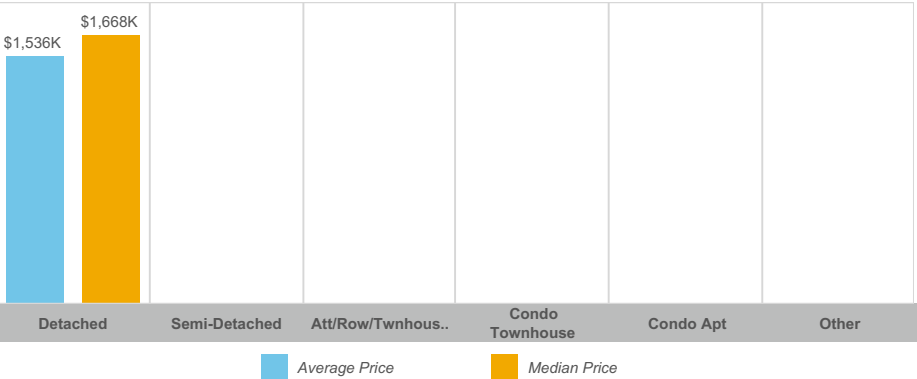 $1,668K
$1,536K
Detached
Semi-Detached
Att/Row/Twnhous..
Condo
Townhouse
Condo Apt
Other
Average Price
Median Price